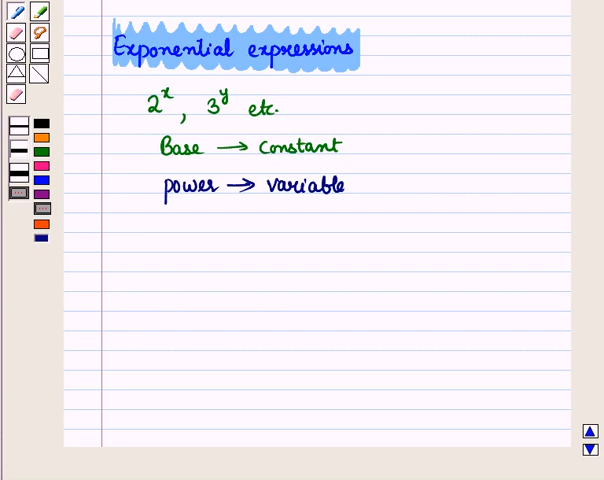 Exponential expressions
2^x, 3^y etc.
Base → constant
power → variable